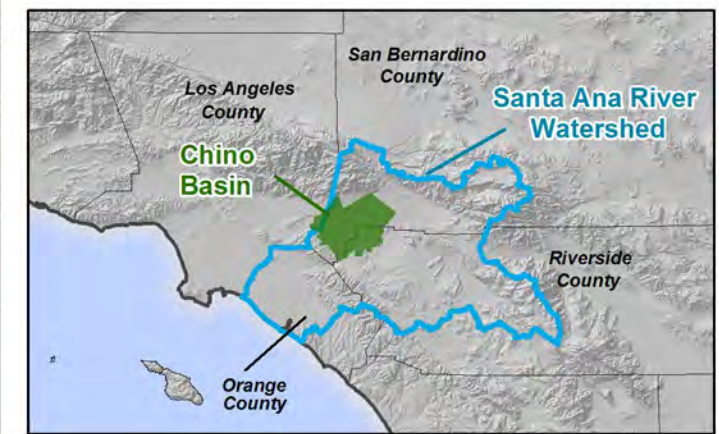 San Bernardino
County
Los Angeles
County
Santa Ana River
Watershed
Chino
Basin
Riverside
County
Orange
County